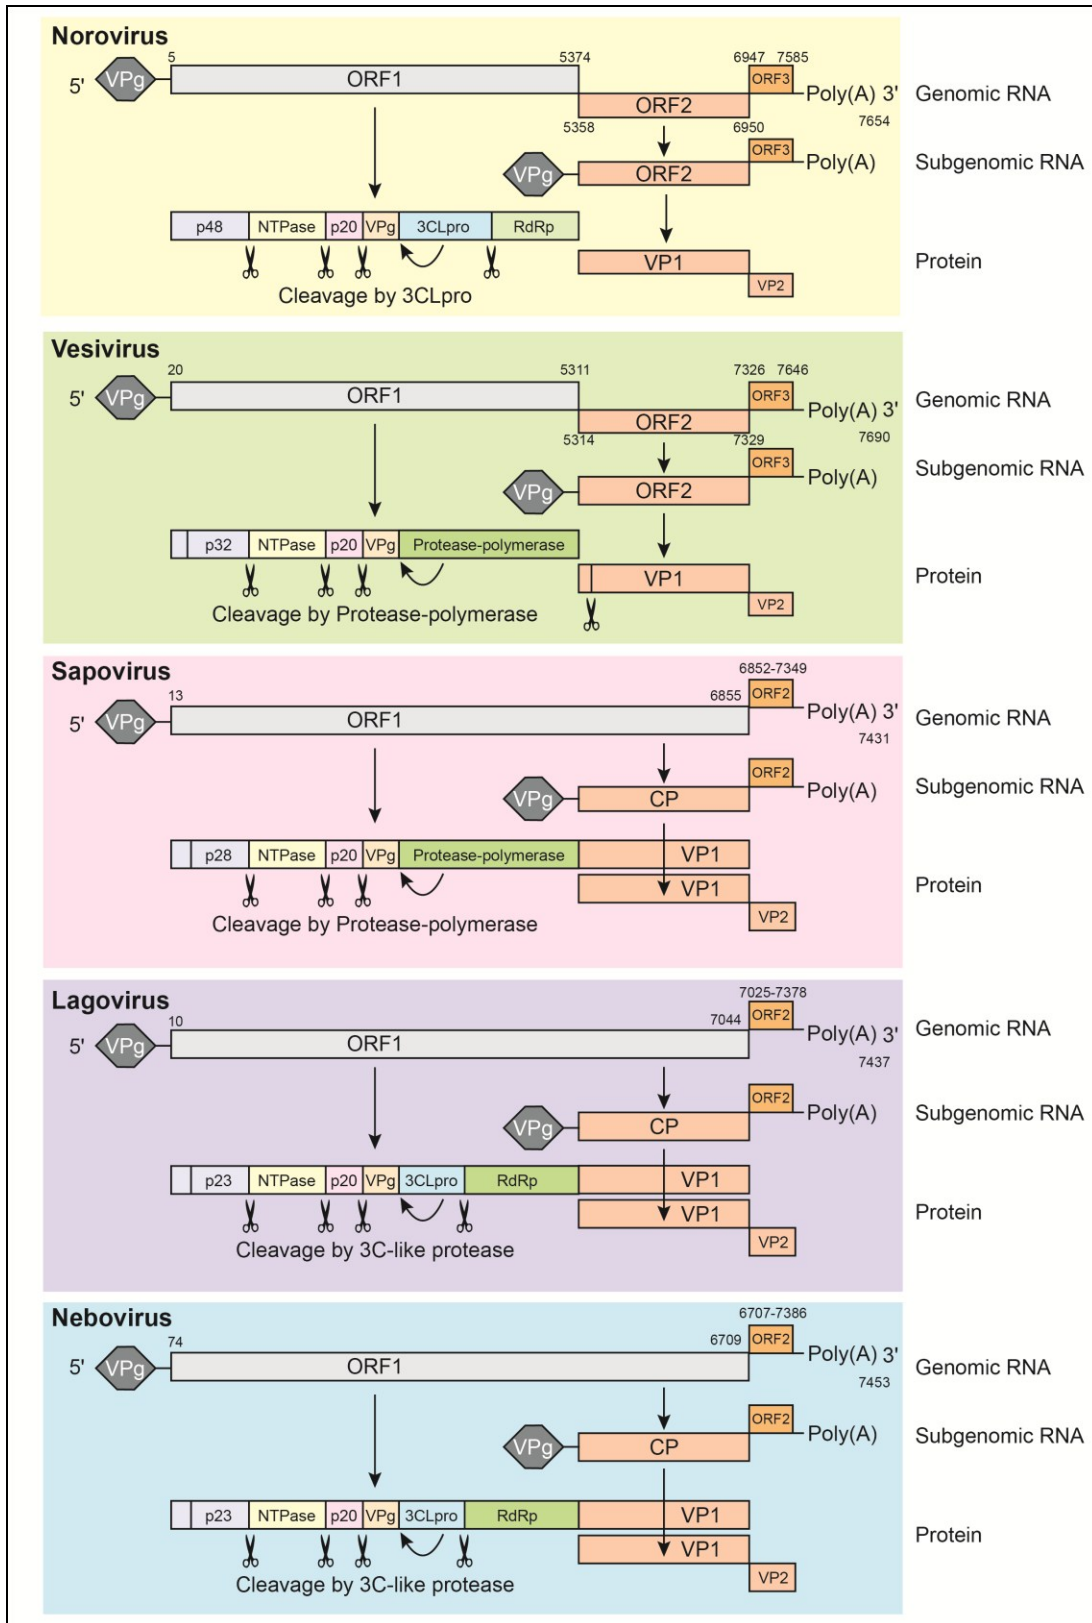 Norovirus
5 5374 6947 7585
5' VPg ORF1 ORF3 Poly(A) 3' Genomic RNA
ORF2 7654
5358 6950
VPg ORF2 ORF3 Poly(A) Subgenomic RNA
p48 NTPase p20 VPg 3CLpro RdRp
VP1 Protein
VP2
Cleavage by 3CLpro
Vesivirus
20 5311 7326 7646
5' VPg ORF1 ORF3 Poly(A) 3' Genomic RNA
ORF2 7690
5314 7329
VPg ORF2 ORF3 Poly(A) Subgenomic RNA
p32 NTPase p20 VPg Protease-polymerase
VP1 Protein
VP2
Cleavage by Protease-polymerase
Sapovirus
6852-7349
13 6855
5' VPg ORF1 ORF2 Poly(A) 3' Genomic RNA
7431
VPg CP ORF2 Poly(A) Subgenomic RNA
p28 NTPase p20 VPg Protease-polymerase VP1
VP1 Protein
VP2
Cleavage by Protease-polymerase
Lagovirus
7025-7378
10 7044
5' VPg ORF1 ORF2 Poly(A) 3' Genomic RNA
7437
VPg CP ORF2 Poly(A) Subgenomic RNA
p23 NTPase p20 VPg 3CLpro RdRp VP1
VP1 Protein
VP2
Cleavage by 3C-like protease
Nebovirus
6707-7386
74 6709
5' VPg ORF1 ORF2 Poly(A) 3' Genomic RNA
7453
VPg CP ORF2 Poly(A) Subgenomic RNA
p23 NTPase p20 VPg 3CLpro RdRp VP1
VP1 Protein
VP2
Cleavage by 3C-like protease